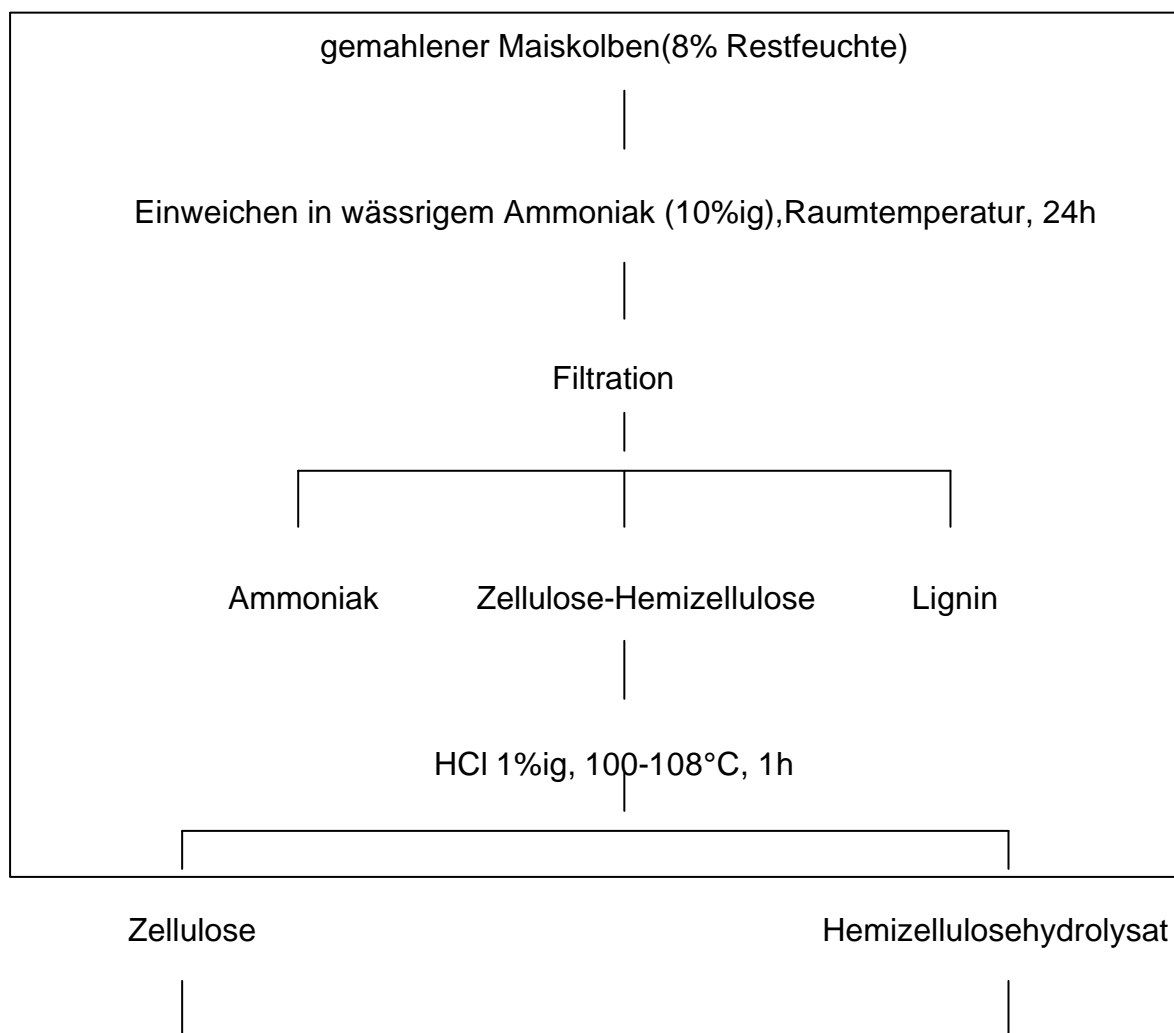 gemahlener Maiskolben(8% Restfeuchte)
Einweichen in wässrigem Ammoniak (10%ig),Raumtemperatur, 24h
Filtration
Ammoniak Zellulose-Hemizellulose Lignin
HCl 1%ig, 100-108°C, 1h
Zellulose Hemizellulosehydrolysat